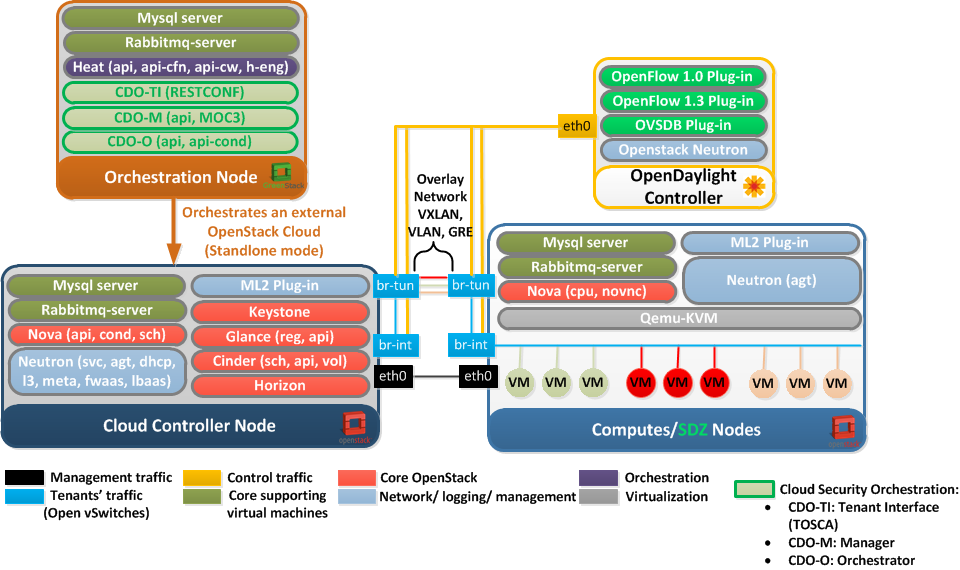 Mysql server
Rabbitmq-server
Heat (api, api-cfn, api-cw, h-eng)
CDO-TI (RESTCONF)
CDO-M (api, MOC3)
CDO-O (api, api-cond)
Orchestration Node
OpenStack
Orchestrates an external
OpenStack Cloud
(Standlone mode)
eth0
OpenFlow 1.0 Plug-in
OpenFlow 1.3 Plug-in
OVSDB Plug-in
Openstack Neutron
OpenDaylight
Controller
Overlay
Network
VXLAN,
VLAN, GRE
Mysql server
Rabbitmq-server
Nova (api, cond, sch)
Neutron (svc, agt, dhcp,
l3, meta, fwaas, lbaas)
ML2 Plug-in
Keystone
Glance (reg, api)
Cinder (sch, api, vol)
Horizon
Cloud Controller Node
openstack
br-tun
br-int
eth0
br-tun
br-int
eth0
Mysql server
Rabbitmq-server
Nova (cpu, novnc)
ML2 Plug-in
Neutron (agt)
Qemu-KVM
VM
VM
VM
VM
VM
VM
VM
VM
VM
Computes/SDZ Nodes
openstack
Management traffic
Tenants' traffic
(Open vSwitches)
Control traffic
Core supporting
virtual machines
Core OpenStack
Network/ logging/ management
Orchestration
Virtualization
Cloud Security Orchestration:
• CDO-TI: Tenant Interface
(TOSCA)
• CDO-M: Manager
• CDO-O: Orchestrator